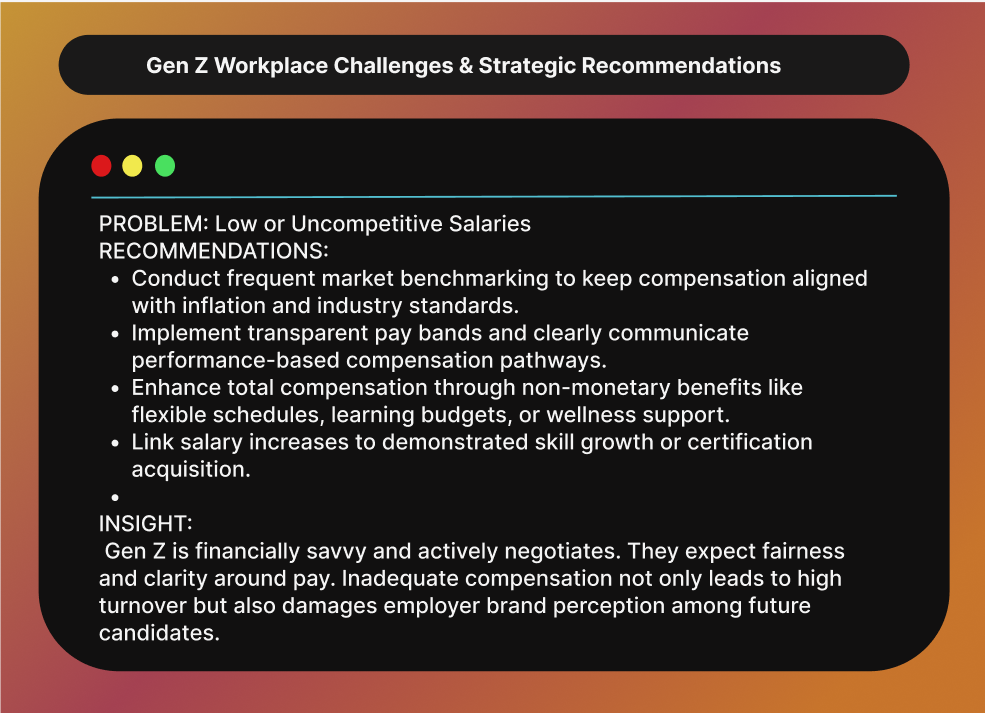 Gen Z Workplace Challenges & Strategic Recommendations
PROBLEM: Low or Uncompetitive Salaries
RECOMMENDATIONS:
• Conduct frequent market benchmarking to keep compensation aligned
with inflation and industry standards.
• Implement transparent pay bands and clearly communicate
performance-based compensation pathways.
• Enhance total compensation through non-monetary benefits like
flexible schedules, learning budgets, or wellness support.
• Link salary increases to demonstrated skill growth or certification
acquisition.
•
INSIGHT:
Gen Z is financially savvy and actively negotiates. They expect fairness
and clarity around pay. Inadequate compensation not only leads to high
turnover but also damages employer brand perception among future
candidates.